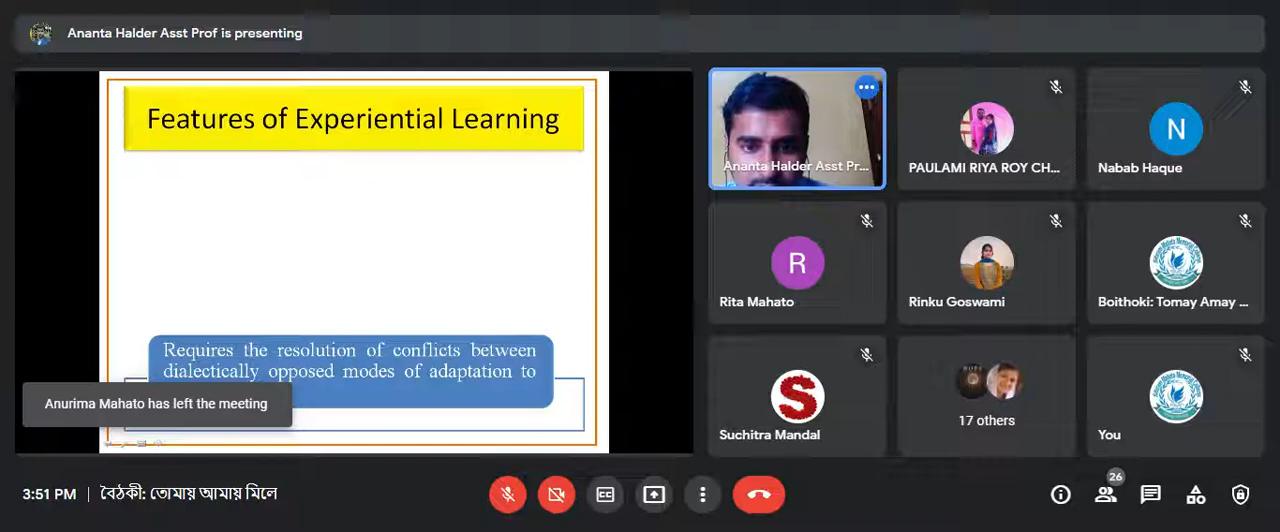 Ananta Halder Asst Prof is presenting
Features of Experiential Learning
Requires the resolution of conflicts between
dialectically opposed modes of adaptation to
Anurima Mahato has left the meeting
Ananta Halder Asst Pr...
PAULAMI RIYA ROY CH...
N
Nabab Haque
R
Rita Mahato
Rinku Goswami
Boithoki: Tomay Amay ...
S
Suchitra Mandal
17 others
You
3:51 PM | বৈঠকী: তোমায় আমায় মিলে
CC
26